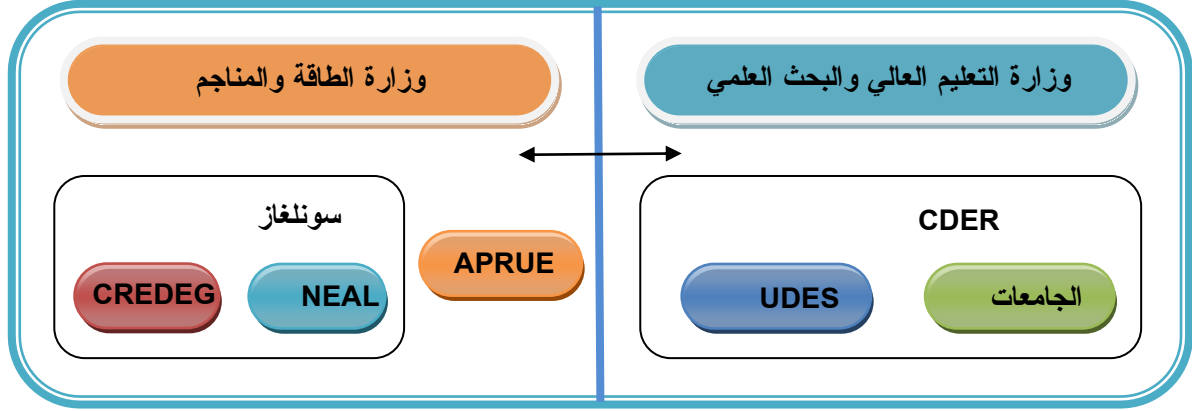 وزارة التعليم العالي والبحث العلمي
وزارة الطاقة والمناجم
CDER
الجامعات
UDES
APRUE
سونلغاز
NEAL
CREDEG